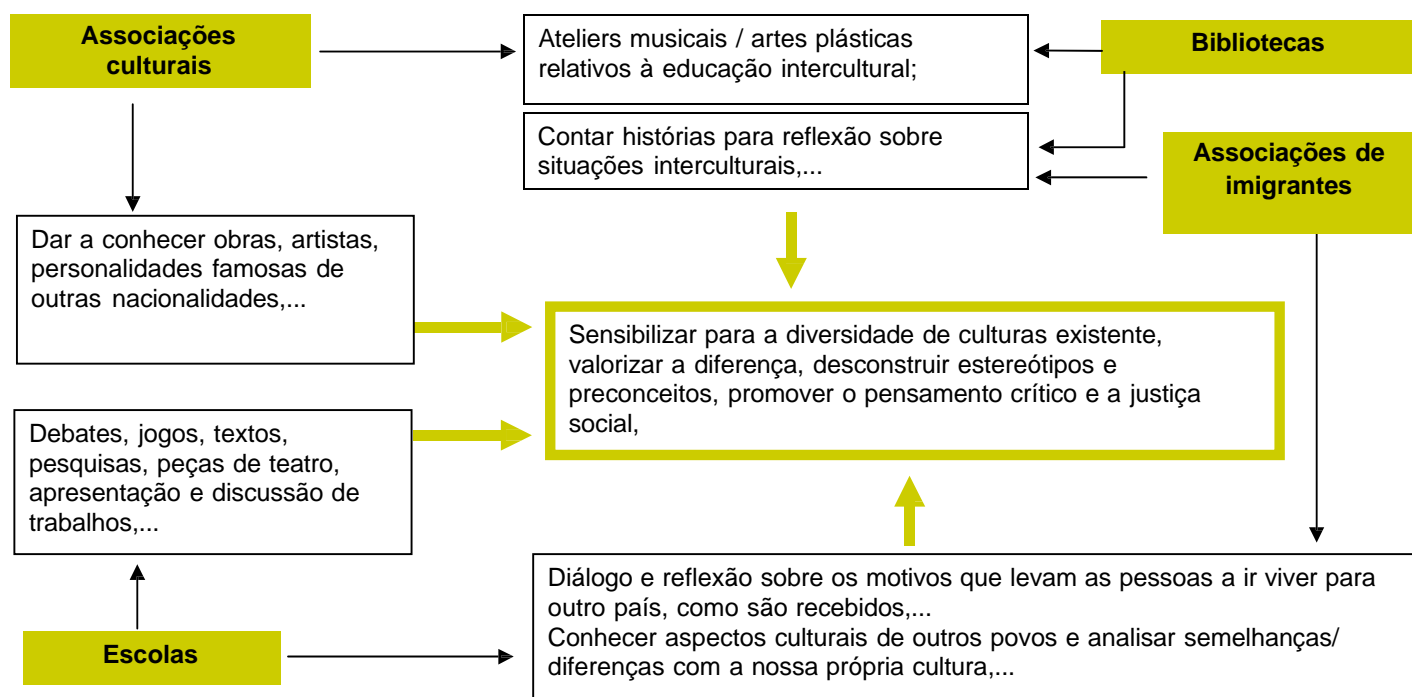 Associações
culturais
Ateliers musicais / artes plásticas
relativos à educação intercultural;
Bibliotecas
Contar histórias para reflexão sobre
situações interculturais,...
Associações de
imigrantes
Dar a conhecer obras, artistas,
personalidades famosas de
outras nacionalidades,...
Sensibilizar para a diversidade de culturas existente,
valorizar a diferença, desconstruir estereótipos e
preconceitos, promover o pensamento crítico e a justiça
social,
Debates, jogos, textos,
pesquisas, peças de teatro,
apresentação e discussão de
trabalhos,...
Diálogo e reflexão sobre os motivos que levam as pessoas a ir viver para
outro país, como são recebidos,...
Conhecer aspectos culturais de outros povos e analisar semelhanças/
diferenças com a nossa própria cultura,...
Escolas